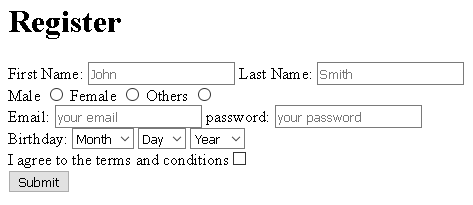 Register
First Name: John Last Name: Smith
Male Female Others
Email: your email password: your password
Birthday: Month Day Year
I agree to the terms and conditions
Submit